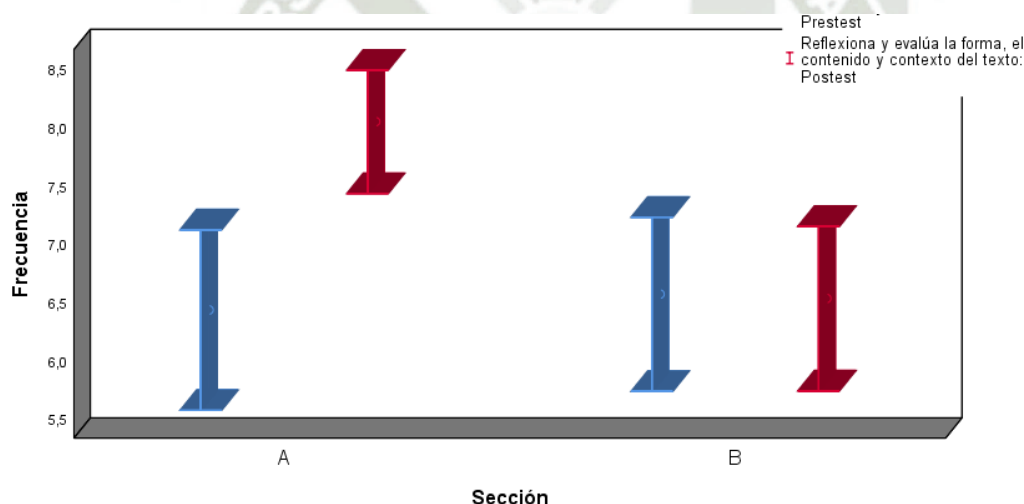 Prestest
Reflexiona y evalúa la forma, el
contenido y contexto del texto:
Postest
8,5
8,0
7,5
7,0
6,5
6,0
5,5
Frecuencia
A
B
Sección